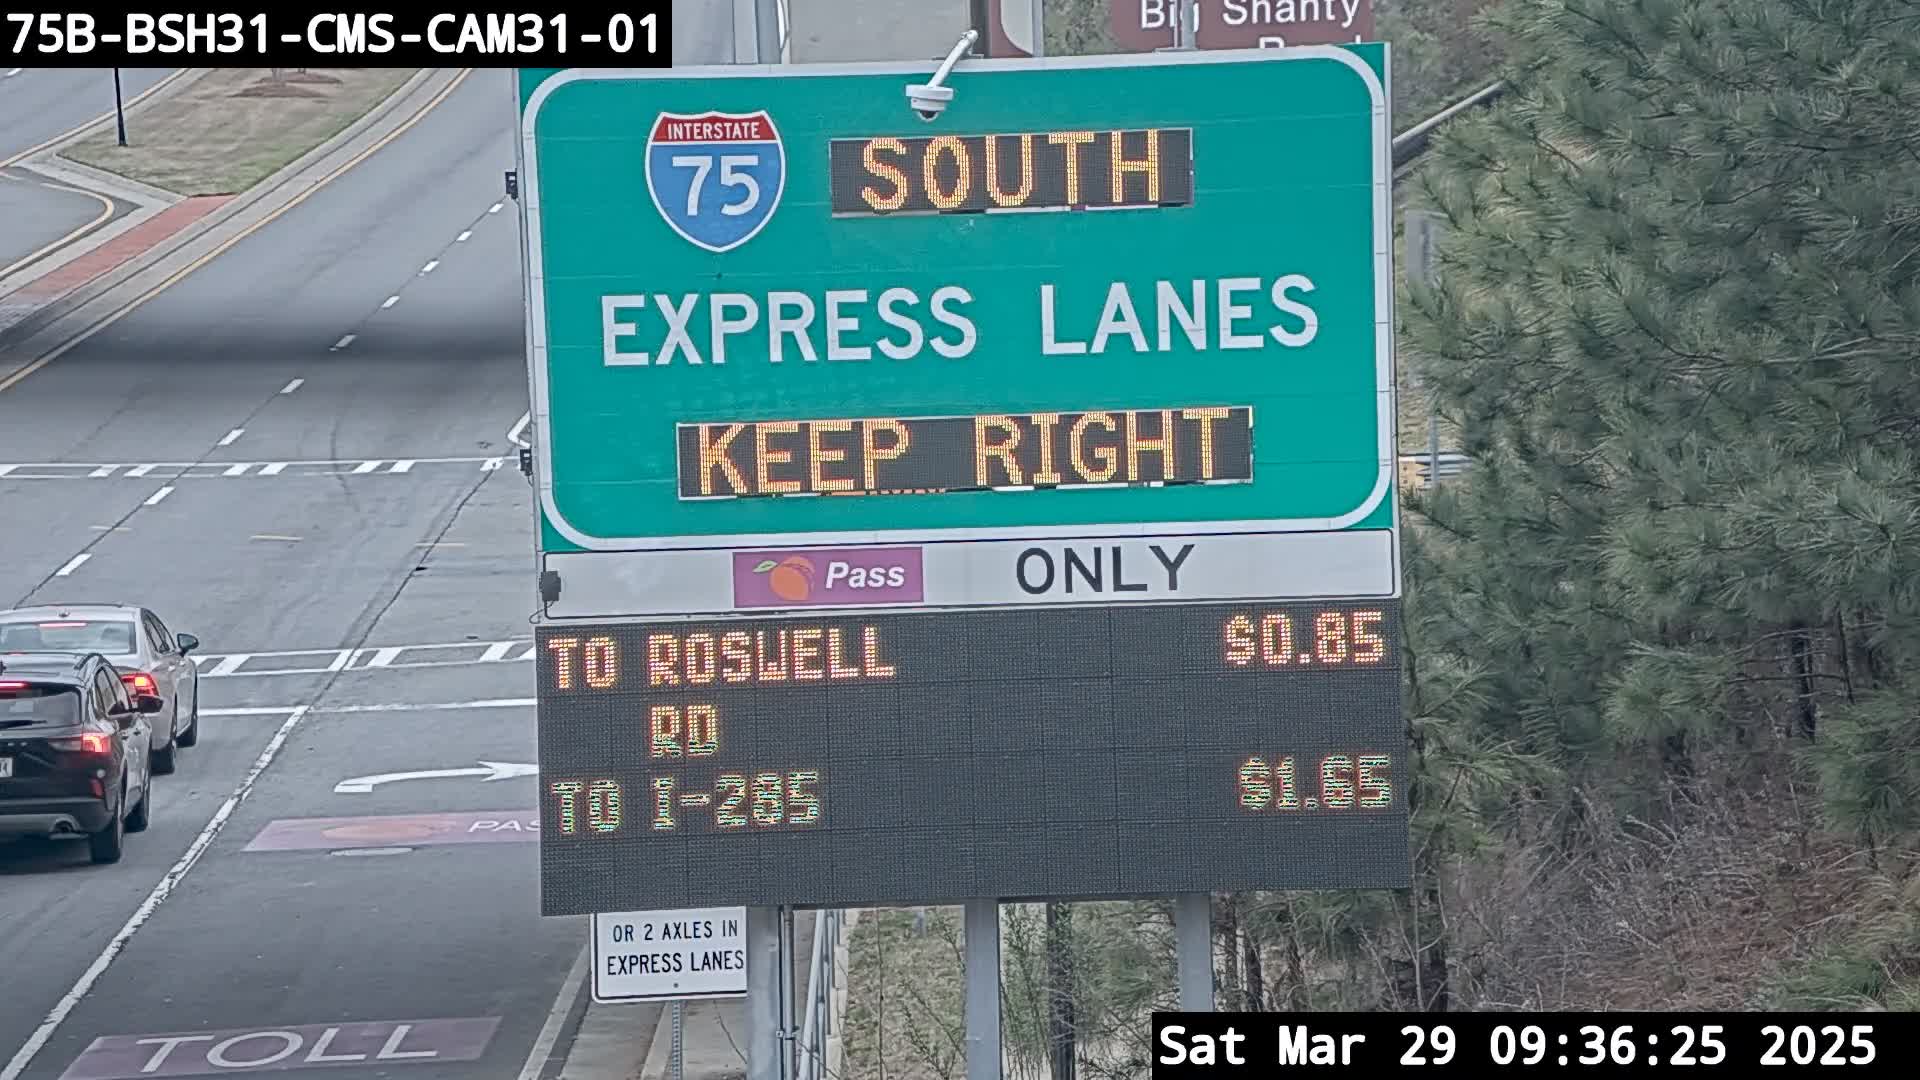 75B-BSH31-CMS-CAM31-01
Big Shanty
INTERSTATE
75
SOUTH
EXPRESS LANES
KEEP RIGHT
Pass ONLY
TO ROSWELL $0.85
RD
TO I-285 $1.65
OR 2 AXLES IN
EXPRESS LANES
TOLL
Sat Mar 29 09:36:25 2025